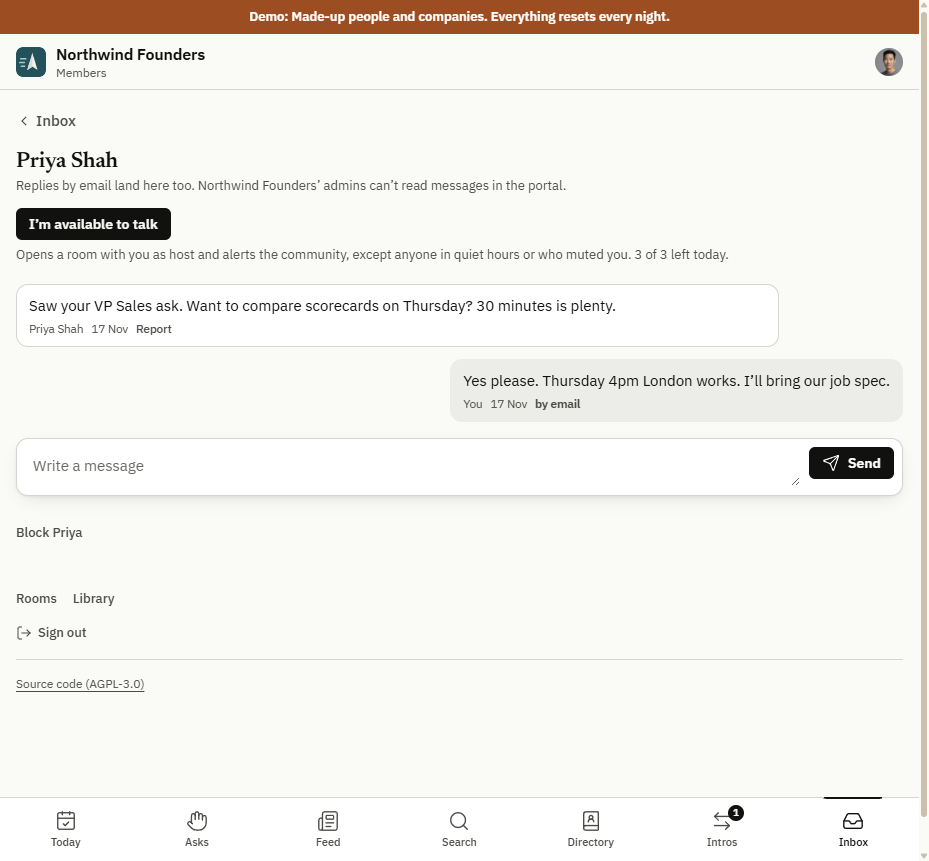 Demo: Made-up people and companies. Everything resets every night.
Northwind Founders
Members
Inbox
Priya Shah
Replies by email land here too. Northwind Founders’ admins can’t read messages in the portal.
I’m available to talk
Opens a room with you as host and alerts the community, except anyone in quiet hours or who muted you. 3 of 3 left today.
Saw your VP Sales ask. Want to compare scorecards on Thursday? 30 minutes is plenty.
Priya Shah 17 Nov Report
Yes please. Thursday 4pm London works. I’ll bring our job spec.
You 17 Nov by email
Write a message
Send
Block Priya
Rooms Library
Sign out
Source code (AGPL-3.0)
1
Today Asks Feed Search Directory Intros Inbox